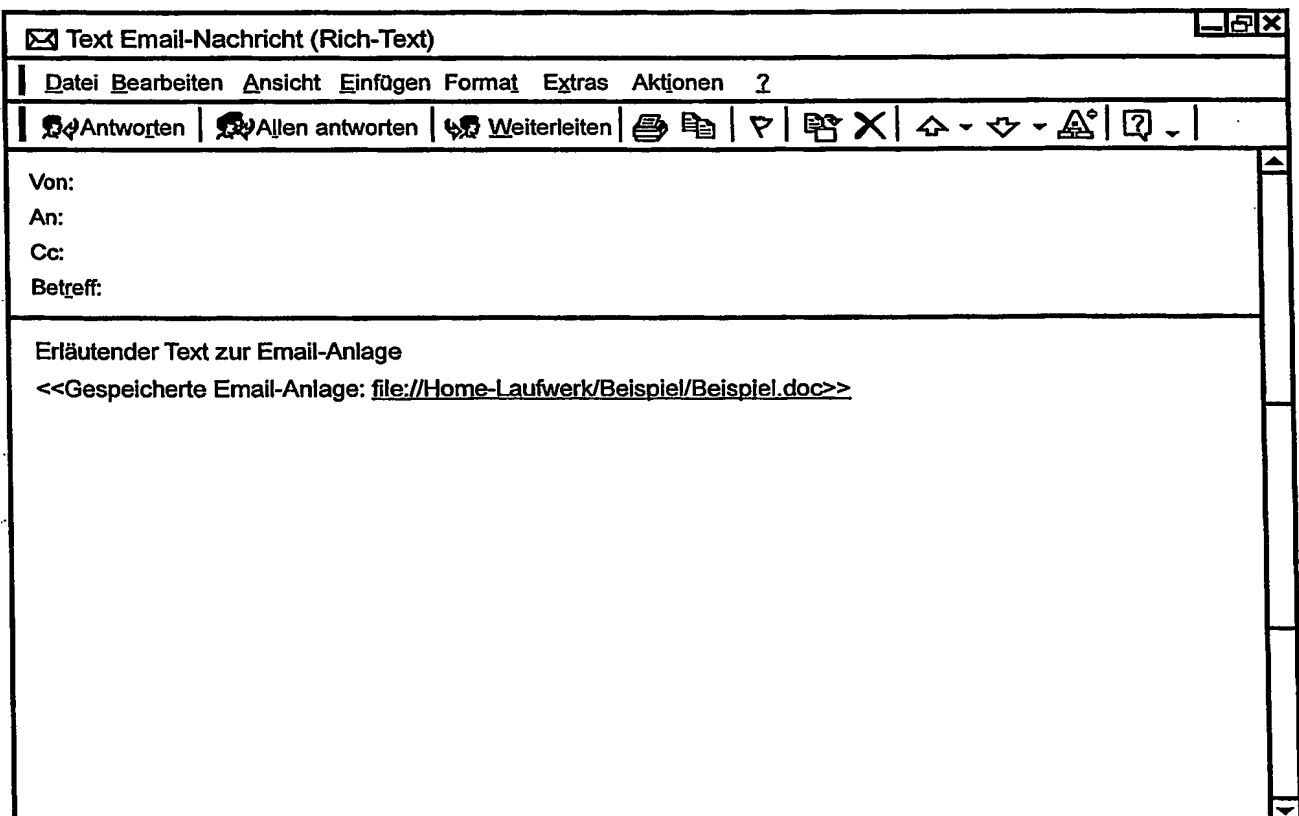 Text Email-Nachricht (Rich-Text)
Datei Bearbeiten Ansicht Einfügen Format Extras Aktionen ?
Antworten Allen antworten Weiterleiten
Von:
An:
Cc:
Betreff:
Erläutender Text zur Email-Anlage
<<Gespeicherte Email-Anlage: file://Home-Laufwerk/Beispiel/Beispiel.doc>>